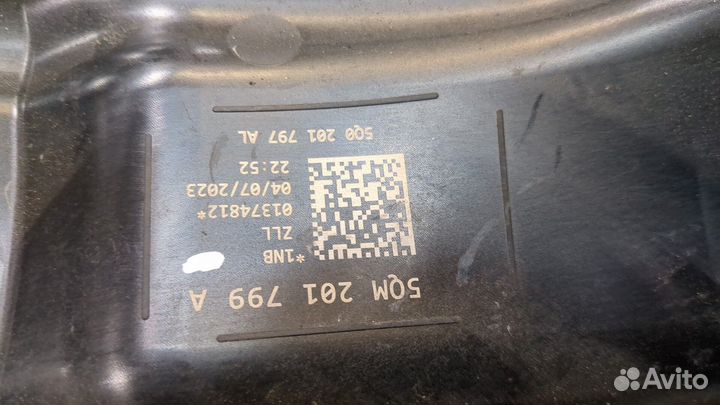 5QM 201 799 A
*1NB
ZLL
01374812*
04/07/2023
22:52
5Q0 201 797 AL
Avito